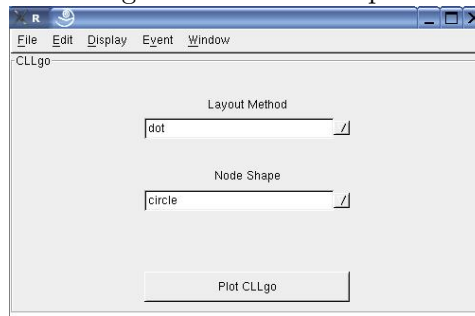 R
File Edit Display Event Window
CLLgo
Layout Method
dot
Node Shape
circle
Plot CLLgo